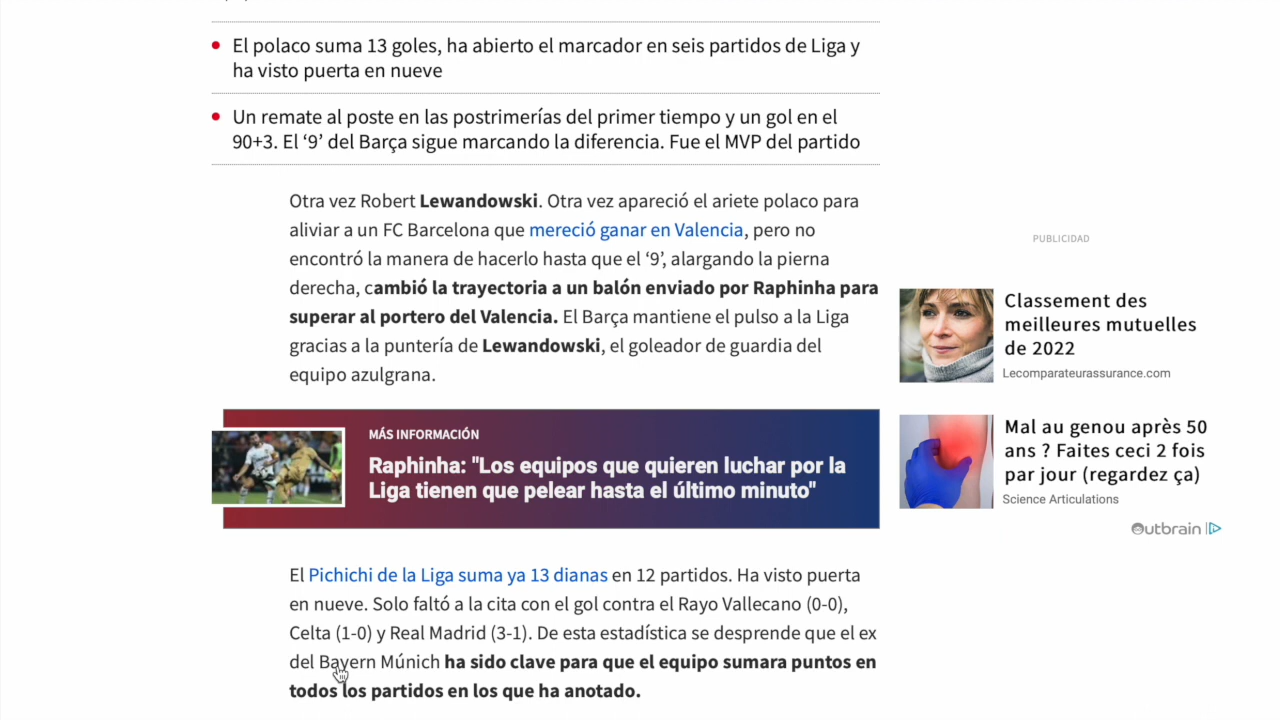 El polaco suma 13 goles, ha abierto el marcador en seis partidos de Liga y
ha visto puerta en nueve
Un remate al poste en las postrimerías del primer tiempo y un gol en el
90+3. El ‘9’ del Barça sigue marcando la diferencia. Fue el MVP del partido
Otra vez Robert Lewandowski. Otra vez apareció el ariete polaco para
aliviar a un FC Barcelona que mereció ganar en Valencia, pero no
encontró la manera de hacerlo hasta que el ‘9’, alargando la pierna
derecha, cambió la trayectoria a un balón enviado por Raphinha para
superar al portero del Valencia. El Barça mantiene el pulso a la Liga
gracias a la puntería de Lewandowski, el goleador de guardia del
equipo azulgrana.
MÁS INFORMACIÓN
Raphinha: "Los equipos que quieren luchar por la
Liga tienen que pelear hasta el último minuto"
El Pichichi de la Liga suma ya 13 dianas en 12 partidos. Ha visto puerta
en nueve. Solo faltó a la cita con el gol contra el Rayo Vallecano (0-0),
Celta (1-0) y Real Madrid (3-1). De esta estadística se desprende que el ex
del Bayern Múnich ha sido clave para que el equipo sumara puntos en
todos los partidos en los que ha anotado.
PUBLICIDAD
Classement des
meilleures mutuelles
de 2022
Lecomparateurassurance.com
Mal au genou après 50
ans ? Faites ceci 2 fois
par jour (regardez ça)
Science Articulations
Outbrain